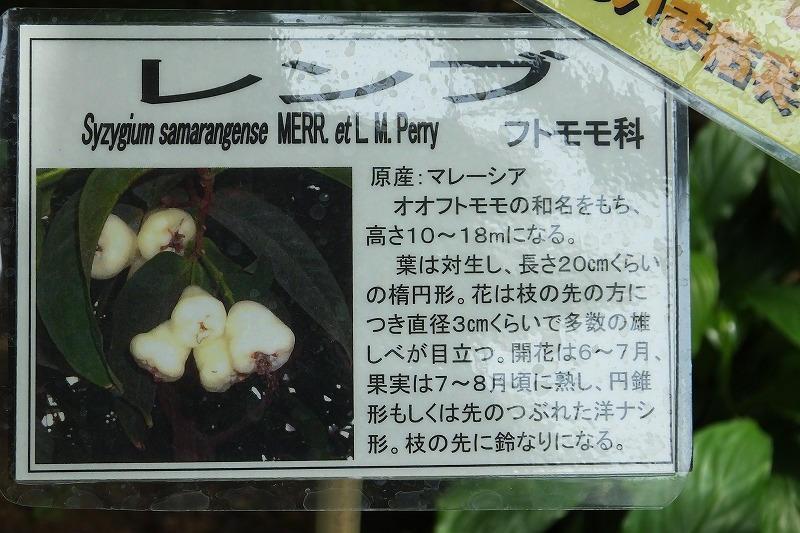 レンブ
Syzygium samarangense MERR. et L. M. Perry フトモモ科
原産：マレーシア
オオフトモモの和名をもち、
高さ10～18mになる。
葉は対生し、長さ20cmくらい
の楕円形。花は枝の先の方に
つき直径3cmくらいで多数の雄
しべが目立つ。開花は6～7月、
果実は7～8月頃に熟し、円錐
形もしくは先のつぶれた洋ナシ
形。枝の先に鈴なりになる。